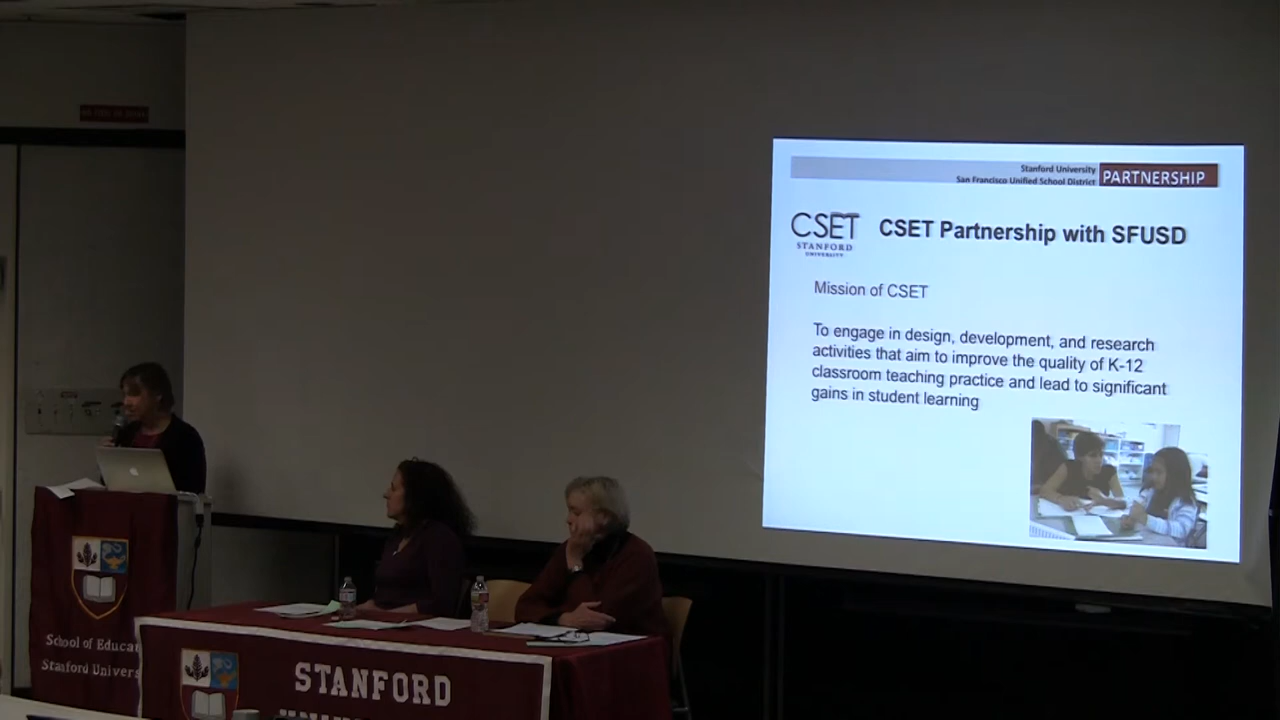 Stanford University
San Francisco Unified School District
PARTNERSHIP
CSET
STANFORD
UNIVERSITY
CSET Partnership with SFUSD
Mission of CSET
To engage in design, development, and research
activities that aim to improve the quality of K-12
classroom teaching practice and lead to significant
gains in student learning
School of Educa
Stanford Univers
STANFORD